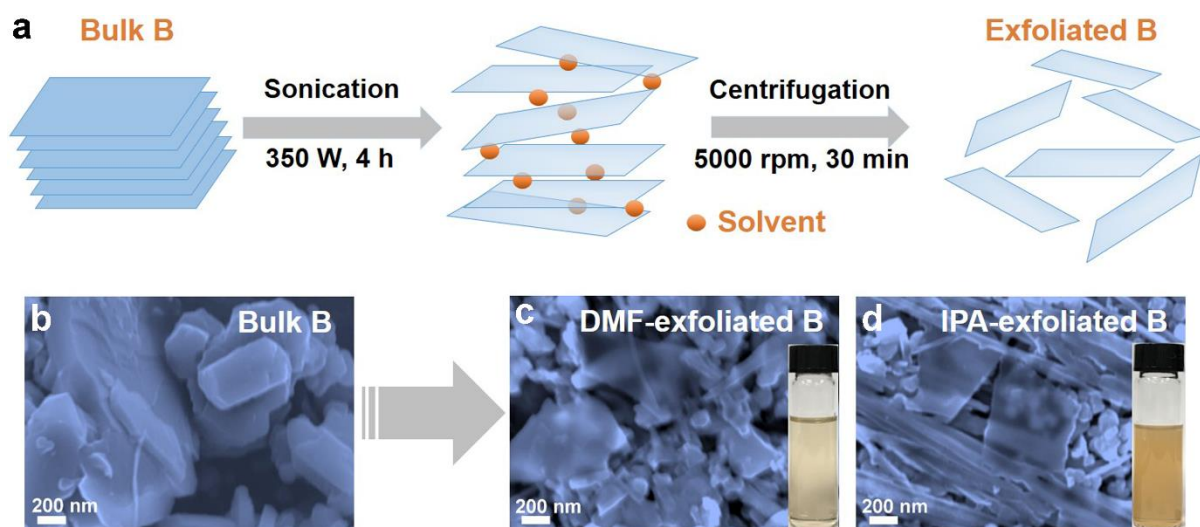 a
Bulk B
Exfoliated B
Sonication
350 W, 4 h
Centrifugation
5000 rpm, 30 min
Solvent
b
Bulk B
200 nm
c
DMF-exfoliated B
200 nm
d
IPA-exfoliated B
200 nm